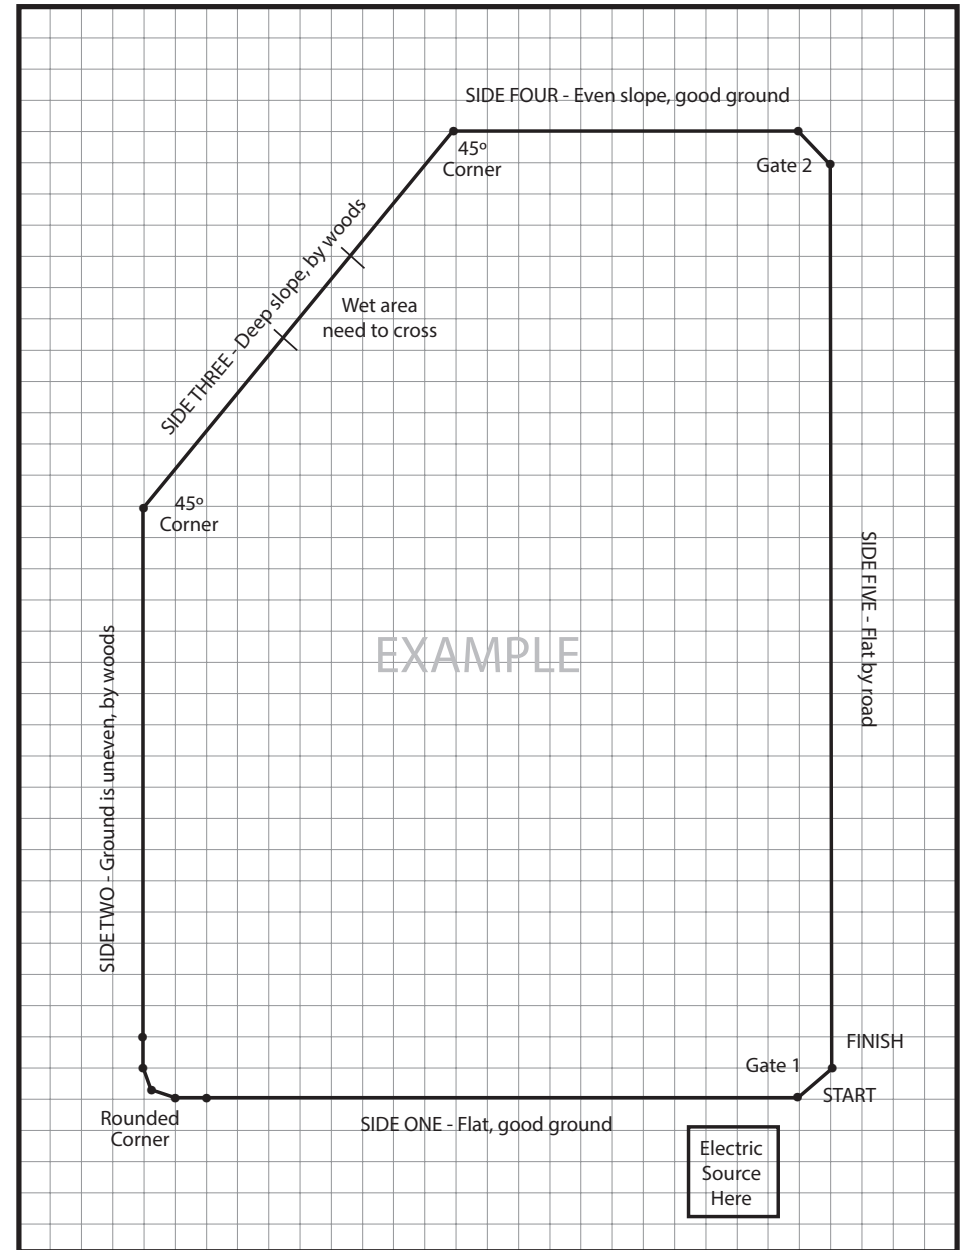 SIDE FOUR - Even slope, good ground
45º
Corner
Gate 2
SIDE THREE - Deep slope, by woods
Wet area
need to cross
45º
Corner
SIDE FIVE - Flat by road
EXAMPLE
SIDE TWO - Ground is uneven, by woods
FINISH
Gate 1
START
Rounded
Corner
SIDE ONE - Flat, good ground
Electric
Source
Here